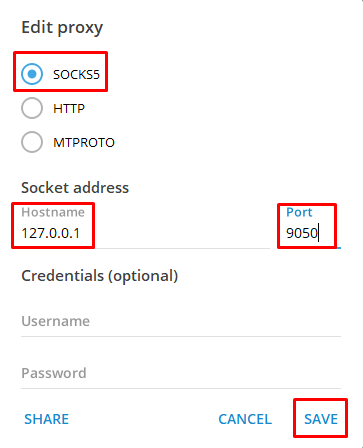 Edit proxy
SOCKS5
HTTP
MTPROTO
Socket address
Hostname Port
127.0.0.1 9050
Credentials (optional)
Username
Password
SHARE CANCEL SAVE